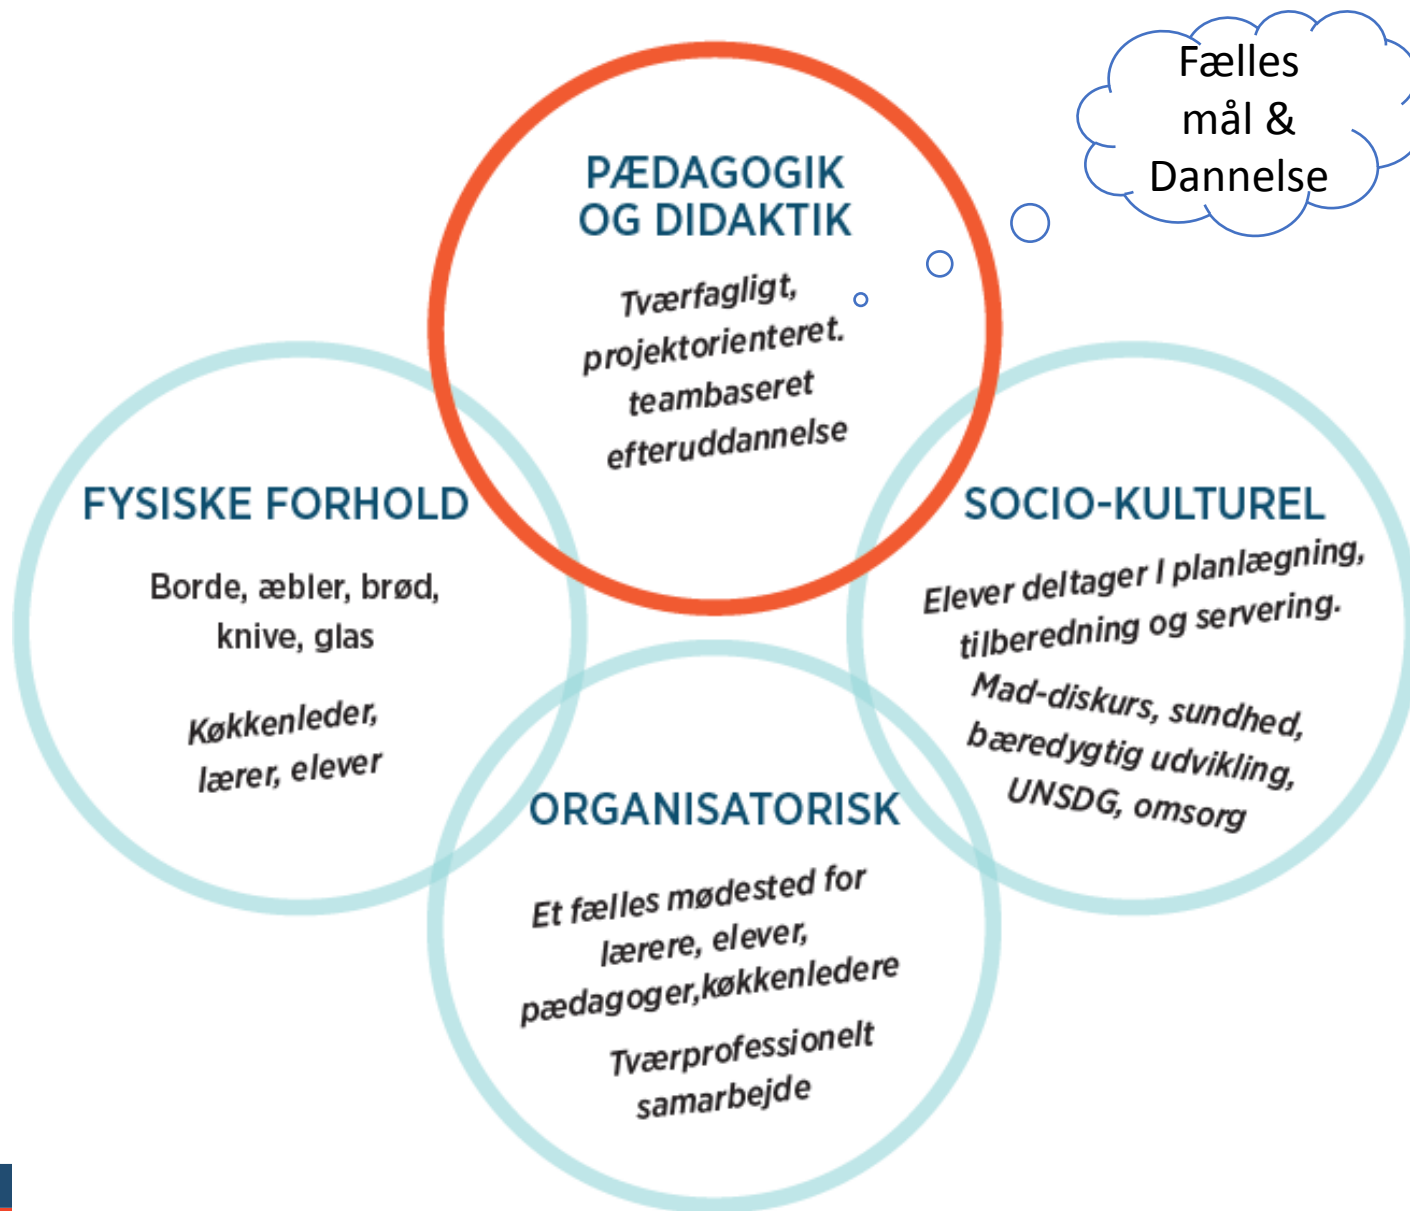 Fælles
mål &
Dannelse
PÆDAGOGIK
OG DIDAKTIK
Tværfagligt,
projektorienteret.
teambaseret
efteruddannelse
FYSISKE FORHOLD
Borde, æbler, brød,
knive, glas
Køkkenleder,
lærer, elever
SOCIO-KULTUREL
Elever deltager I planlægning,
tilberedning og servering.
Mad-diskurs, sundhed,
bæredygtig udvikling,
UNSDG, omsorg
ORGANISATORISK
Et fælles mødested for
lærere, elever,
pædagoger,køkkenledere
Tværprofessionelt
samarbejde